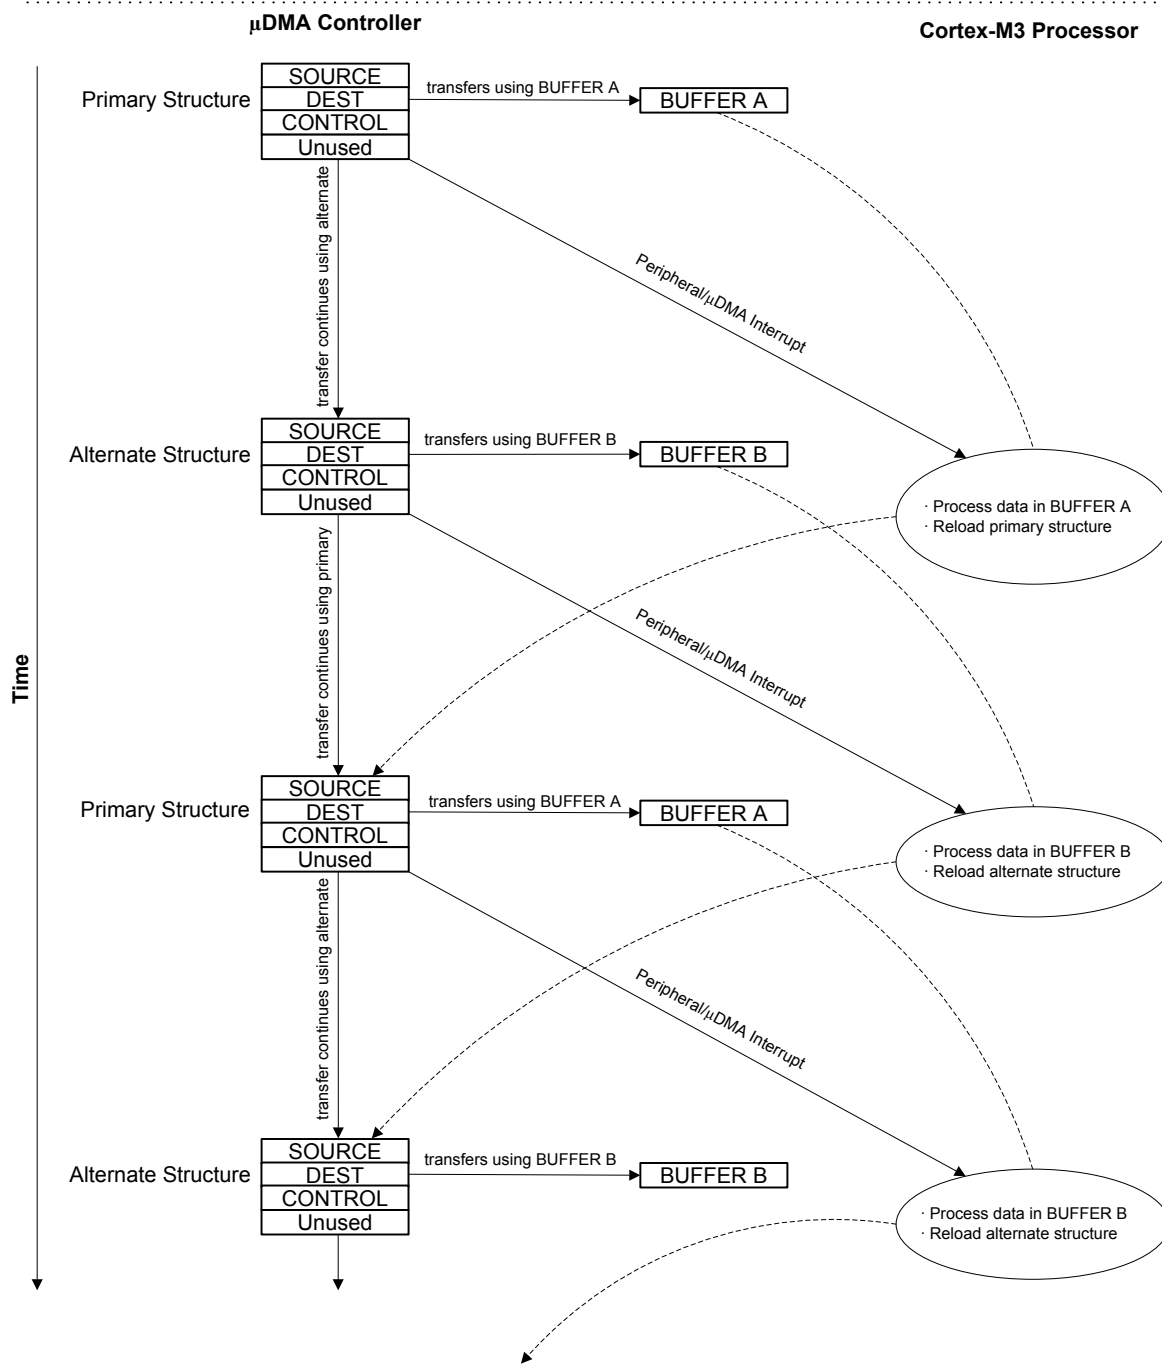 µDMA Controller
Cortex-M3 Processor
Primary Structure
SOURCE
DEST
CONTROL
Unused
transfers using BUFFER A
BUFFER A
transfer continues using alternate
Peripheral/µDMA Interrupt
Alternate Structure
SOURCE
DEST
CONTROL
Unused
transfers using BUFFER B
BUFFER B
· Process data in BUFFER A
· Reload primary structure
transfer continues using primary
Peripheral/µDMA Interrupt
Time
Primary Structure
SOURCE
DEST
CONTROL
Unused
transfers using BUFFER A
BUFFER A
· Process data in BUFFER B
· Reload alternate structure
transfer continues using alternate
Peripheral/µDMA Interrupt
Alternate Structure
SOURCE
DEST
CONTROL
Unused
transfers using BUFFER B
BUFFER B
· Process data in BUFFER B
· Reload alternate structure